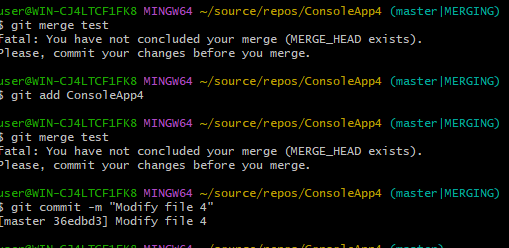 user@WIN-CJ4LTCF1FK8 MINGW64 ~/source/repos/ConsoleApp4 (master|MERGING)
$ git merge test
fatal: You have not concluded your merge (MERGE_HEAD exists).
Please, commit your changes before you merge.
user@WIN-CJ4LTCF1FK8 MINGW64 ~/source/repos/ConsoleApp4 (master|MERGING)
$ git add ConsoleApp4
user@WIN-CJ4LTCF1FK8 MINGW64 ~/source/repos/ConsoleApp4 (master|MERGING)
$ git merge test
fatal: You have not concluded your merge (MERGE_HEAD exists).
Please, commit your changes before you merge.
user@WIN-CJ4LTCF1FK8 MINGW64 ~/source/repos/ConsoleApp4 (master|MERGING)
$ git commit -m "Modify file 4"
[master 36edbd3] Modify file 4